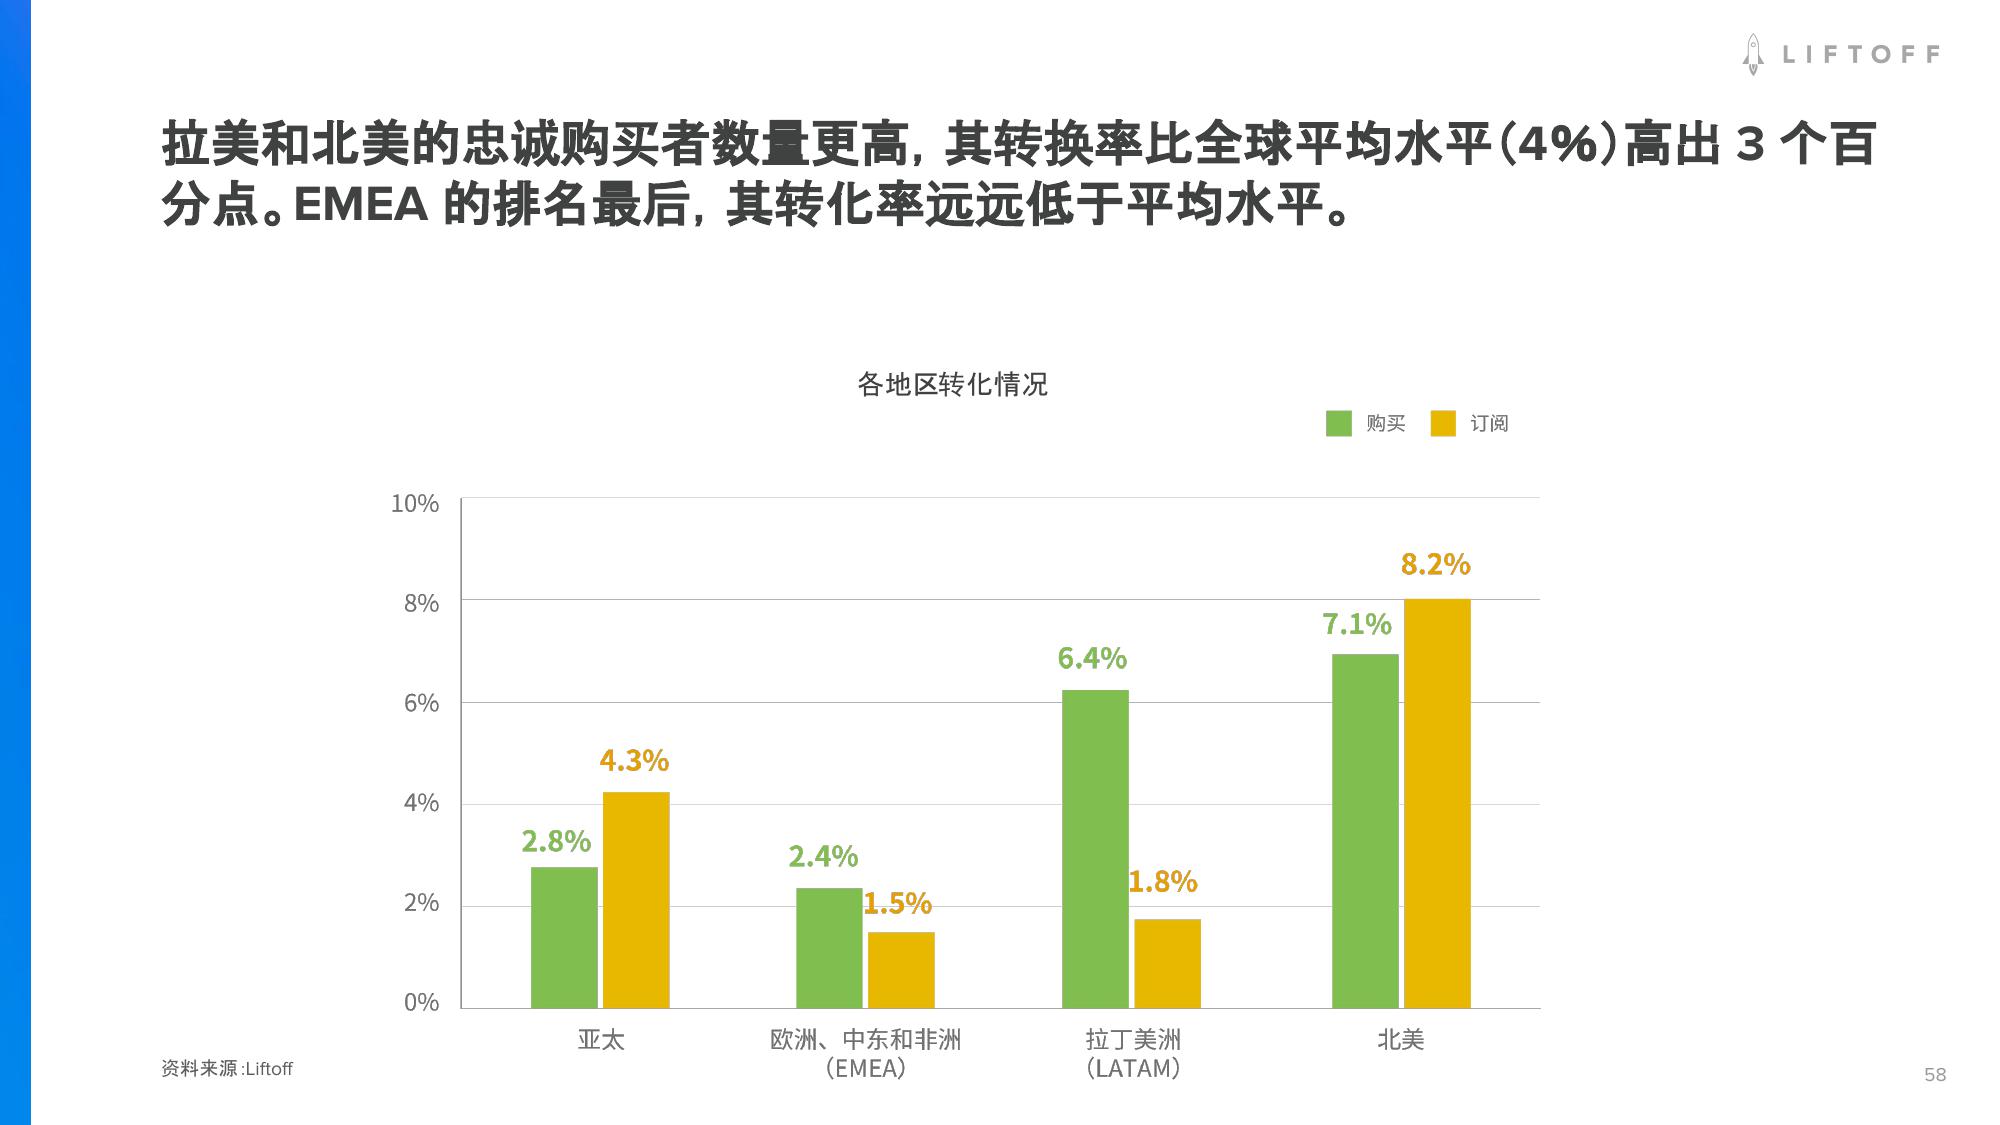 LIFTOFF
拉美和北美的忠诚购买者数量更高, 其转换率比全球平均水平(4%)高出 3 个百
分点。EMEA 的排名最后, 其转化率远远低于平均水平。
各地区转化情况
购买 订阅
10%
8%
6%
4%
2%
0%
2.8%
4.3%
2.4%
1.5%
6.4%
1.8%
7.1%
8.2%
亚太
欧洲、中东和非洲
（EMEA）
拉丁美洲
（LATAM）
北美
资料来源:Liftoff
58